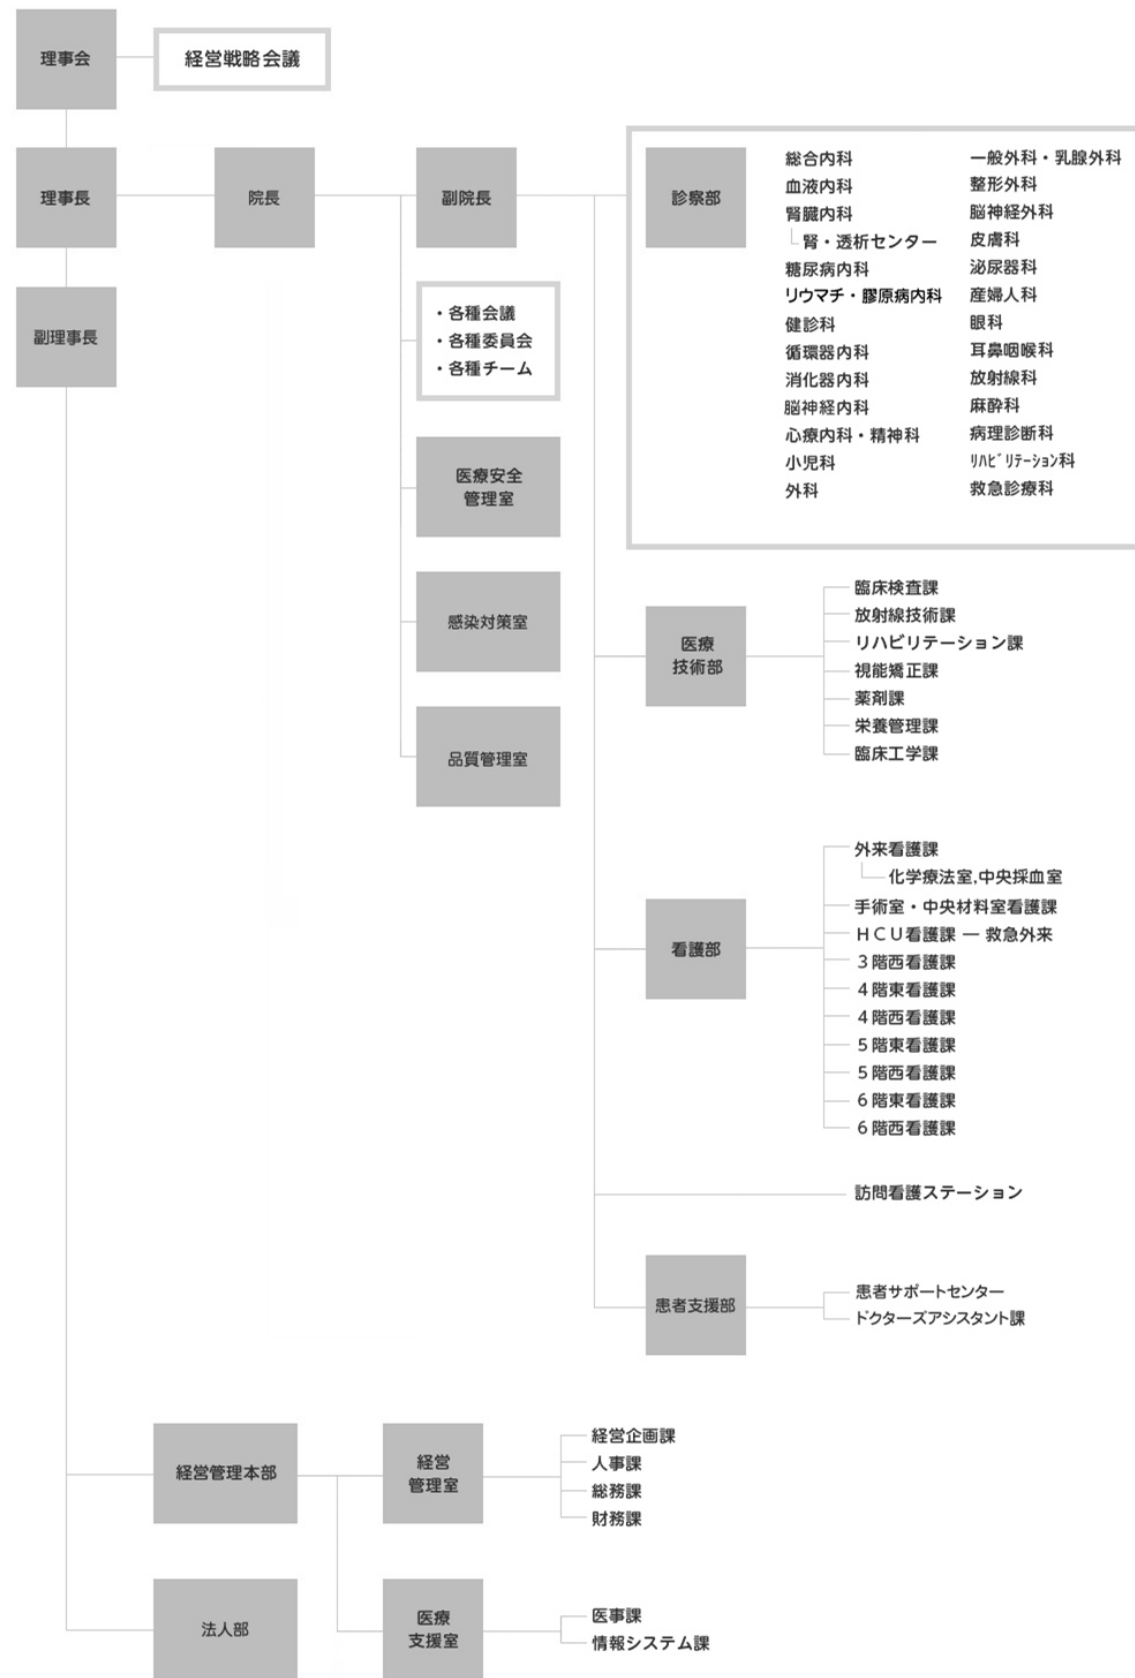 理事会
経営戦略会議
理事長
院長
副院長
副理事長
・各種会議
・各種委員会
・各種チーム
医療安全
管理室
感染対策室
品質管理室
診察部
総合内科
血液内科
腎臓内科
腎・透析センター
糖尿病内科
リウマチ・膠原病内科
健診科
循環器内科
消化器内科
脳神経内科
心療内科・精神科
小児科
外科
一般外科・乳腺外科
整形外科
脳神経外科
皮膚科
泌尿器科
産婦人科
眼科
耳鼻咽喉科
放射線科
麻酔科
病理診断科
ﾘﾊﾋﾞﾘﾃｰｼｮﾝ科
救急診療科
医療
技術部
臨床検査課
放射線技術課
リハビリテーション課
視能矯正課
薬剤課
栄養管理課
臨床工学課
看護部
外来看護課
化学療法室,中央採血室
手術室・中央材料室看護課
ＨＣＵ看護課 ― 救急外来
３階西看護課
４階東看護課
４階西看護課
５階東看護課
５階西看護課
６階東看護課
６階西看護課
訪問看護ステーション
患者支援部
患者サポートセンター
ドクターズアシスタント課
経営管理本部
経営
管理室
経営企画課
人事課
総務課
財務課
法人部
医療
支援室
医事課
情報システム課